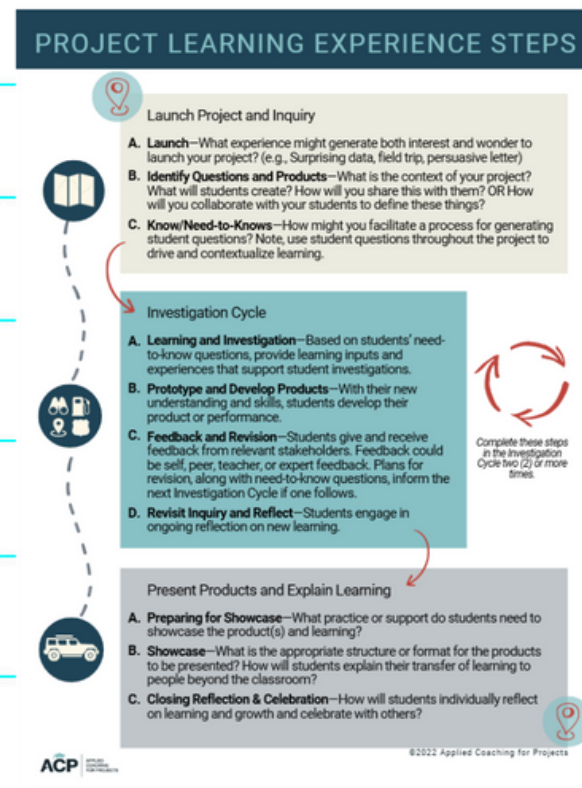 PROJECT LEARNING EXPERIENCE STEPS
Launch Project and Inquiry
A. Launch—What experience might generate both interest and wonder to
launch your project? (e.g., Surprising data, field trip, persuasive letter)
B. Identify Questions and Products—What is the context of your project?
What will students create? How will you share this with them? OR How
will you collaborate with your students to define these things?
C. Know/Need-to-Knows—How might you facilitate a process for generating
student questions? Note, use student questions throughout the project to
drive and contextualize learning.
Investigation Cycle
A. Learning and Investigation—Based on students' need-
to-know questions, provide learning inputs and
experiences that support student investigations.
B. Prototype and Develop Products—With their new
understanding and skills, students develop their
product or performance.
C. Feedback and Revision—Students give and receive
feedback from relevant stakeholders. Feedback could
be self, peer, teacher, or expert feedback. Plans for
revision, along with need-to-know questions, inform the
next Investigation Cycle if one follows.
D. Revisit Inquiry and Reflect—Students engage in
ongoing reflection on new learning.
Complete these steps
in the Investigation
Cycle two (2) or more
times.
Present Products and Explain Learning
A. Preparing for Showcase—What practice or support do students need to
showcase the product(s) and learning?
B. Showcase—What is the appropriate structure or format for the products
to be presented? How will students explain their transfer of learning to
people beyond the classroom?
C. Closing Reflection & Celebration—How will students individually reflect
on learning and growth and celebrate with others?
©2022 Applied Coaching for Projects
ACP
APPLIED
COACHING
FOR PROJECTS